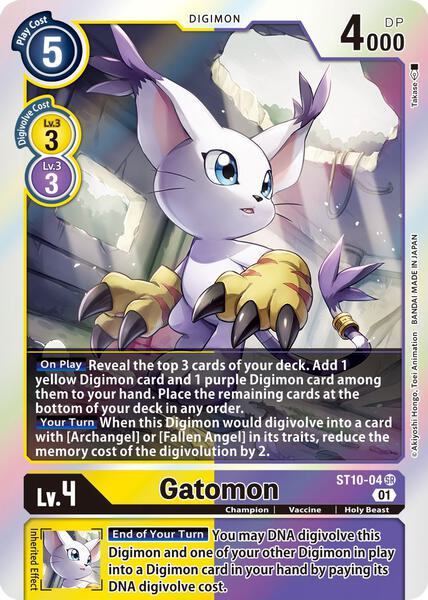 Play Cost
5
DIGIMON
DP
4000
Digivolve Cost
Lv.3
3
Lv.3
3
Takase
©Akiyoshi Hongo, Toei Animation BANDAI MADE IN JAPAN
On Play Reveal the top 3 cards of your deck. Add 1
yellow Digimon card and 1 purple Digimon card among
them to your hand. Place the remaining cards at the
bottom of your deck in any order.
Your Turn When this Digimon would digivolve into a card
with [Archangel] or [Fallen Angel] in its traits, reduce
the memory cost of the digivolution by 2.
Lv.4
Gatomon
ST10-04 SR
01
Champion | Vaccine | Holy Beast
Inherited Effect
End of Your Turn You may DNA digivolve this
Digimon and one of your other Digimon in play
into a Digimon card in your hand by paying its
DNA digivolve cost.